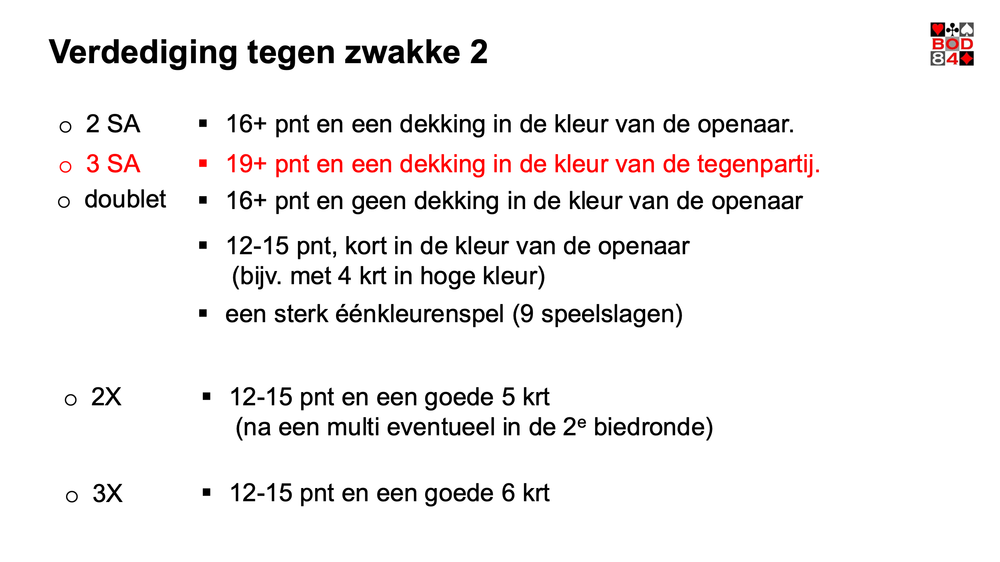 Verdediging tegen zwakke 2
BOD
84
o 2 SA ▪ 16+ pnt en een dekking in de kleur van de openaar.
o 3 SA ▪ 19+ pnt en een dekking in de kleur van de tegenpartij.
o doublet ▪ 16+ pnt en geen dekking in de kleur van de openaar
▪ 12-15 pnt, kort in de kleur van de openaar
(bijv. met 4 krt in hoge kleur)
▪ een sterk éénkleurenspel (9 speelslagen)
o 2X ▪ 12-15 pnt en een goede 5 krt
(na een multi eventueel in de 2e biedronde)
o 3X ▪ 12-15 pnt en een goede 6 krt